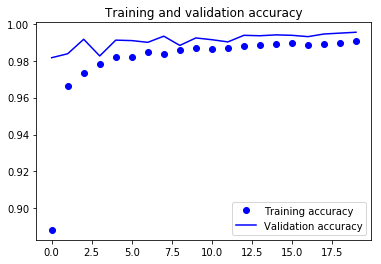 Training and validation accuracy
1.00
0.98
0.96
0.94
0.92
0.90
0.0 2.5 5.0 7.5 10.0 12.5 15.0 17.5
Training accuracy
Validation accuracy